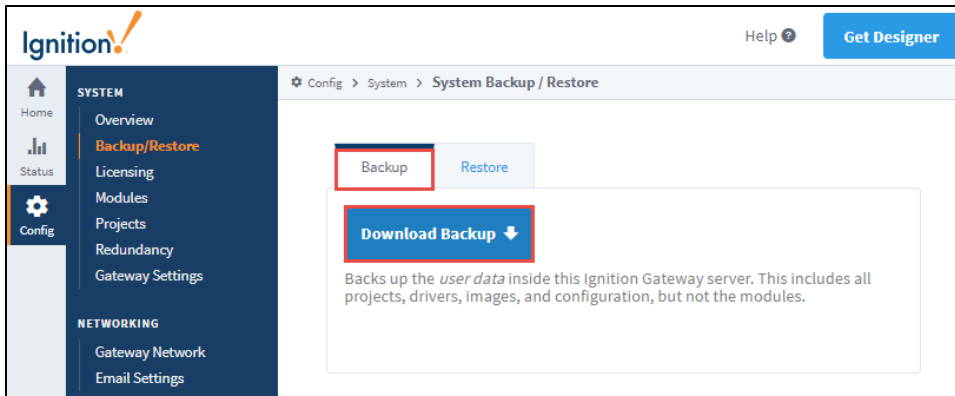 Ignition!
Help ?
Get Designer
Home
Status
Config
SYSTEM
Overview
Backup/Restore
Licensing
Modules
Projects
Redundancy
Gateway Settings
NETWORKING
Gateway Network
Email Settings
Config > System > System Backup / Restore
Backup
Restore
Download Backup
Backs up the user data inside this Ignition Gateway server. This includes all
projects, drivers, images, and configuration, but not the modules.